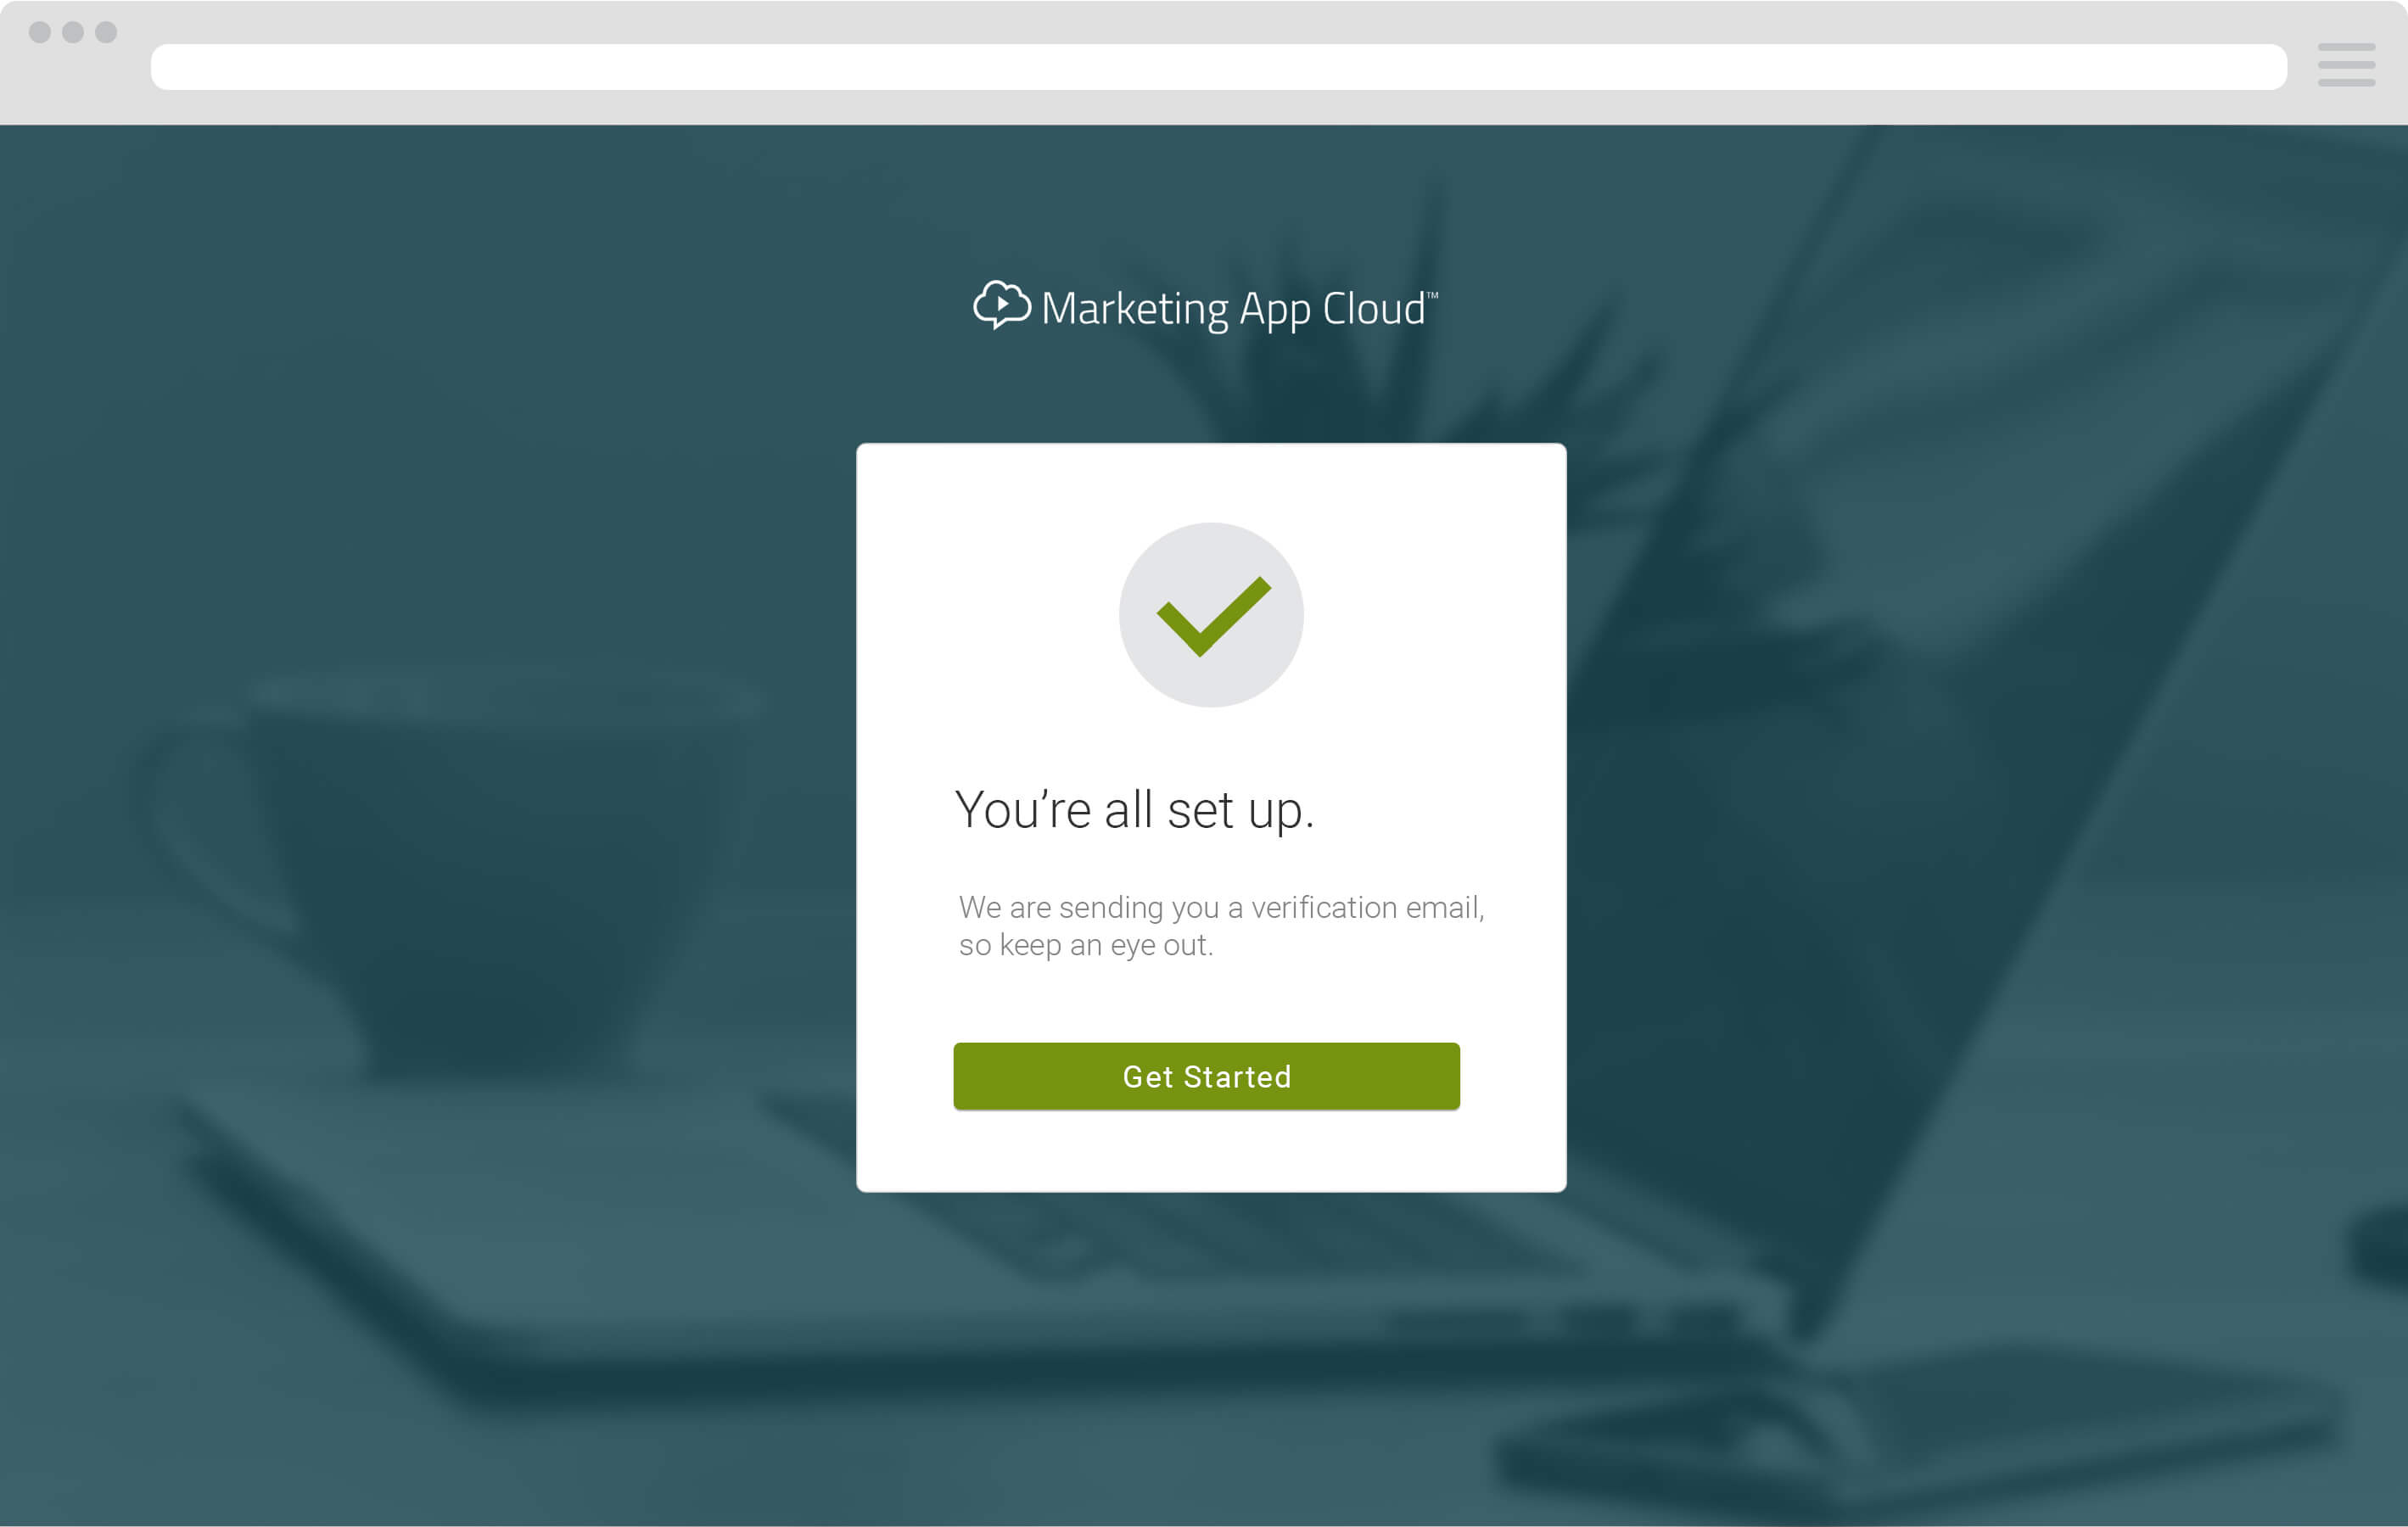 Marketing App Cloud™
You’re all set up.
We are sending you a verification email,
so keep an eye out.
Get Started